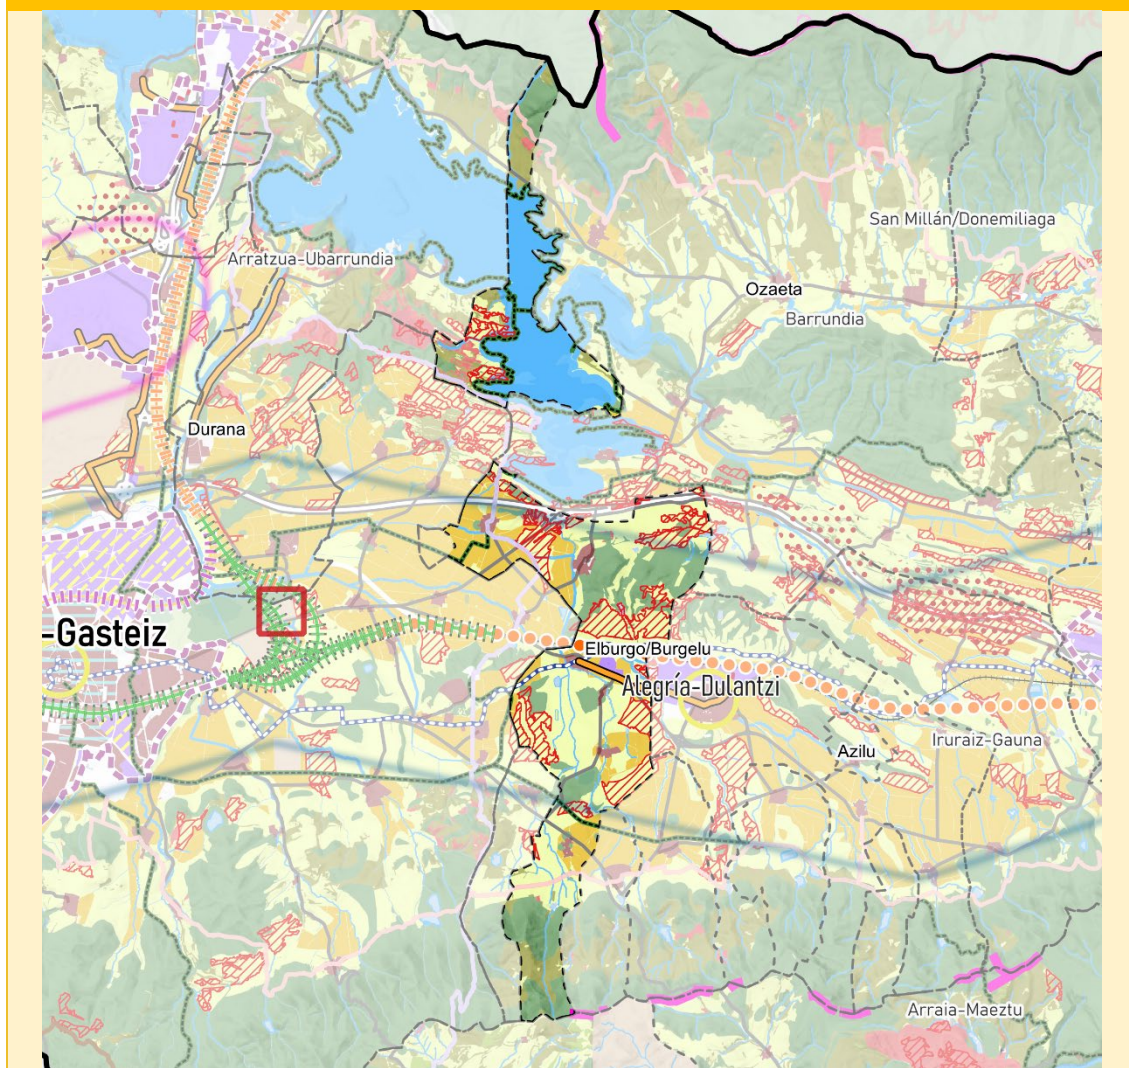 San Millán/Donemiliaga
Arratzua-Ubarrundia
Ozaeta
Barrundia
Durana
-Gasteiz
Elburgo/Burgelu
Alegría-Dulantzi
Iruraiz-Gauna
Azilu
Arraia-Maeztu